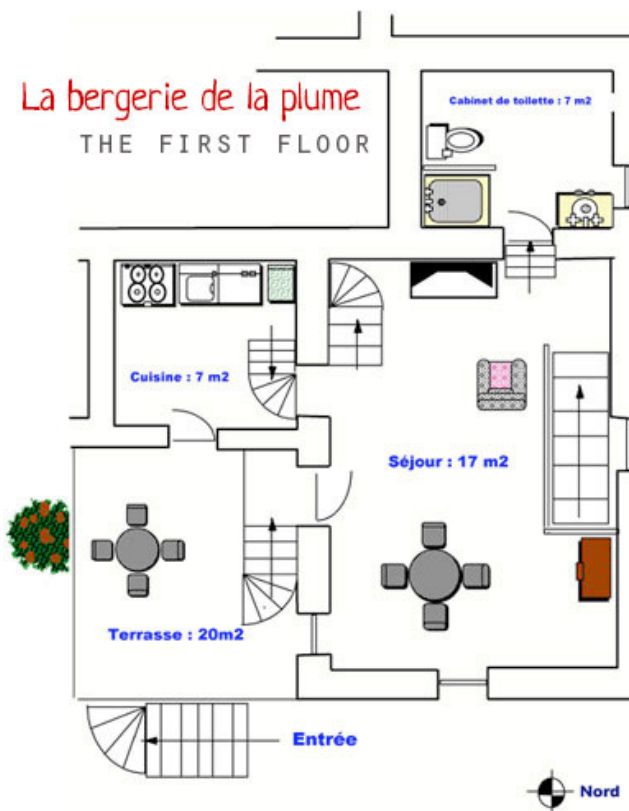 La bergerie de la plume
THE FIRST FLOOR
Cabinet de toilette : 7 m2
Cuisine : 7 m2
Séjour : 17 m2
Terrasse : 20m2
Entrée
Nord